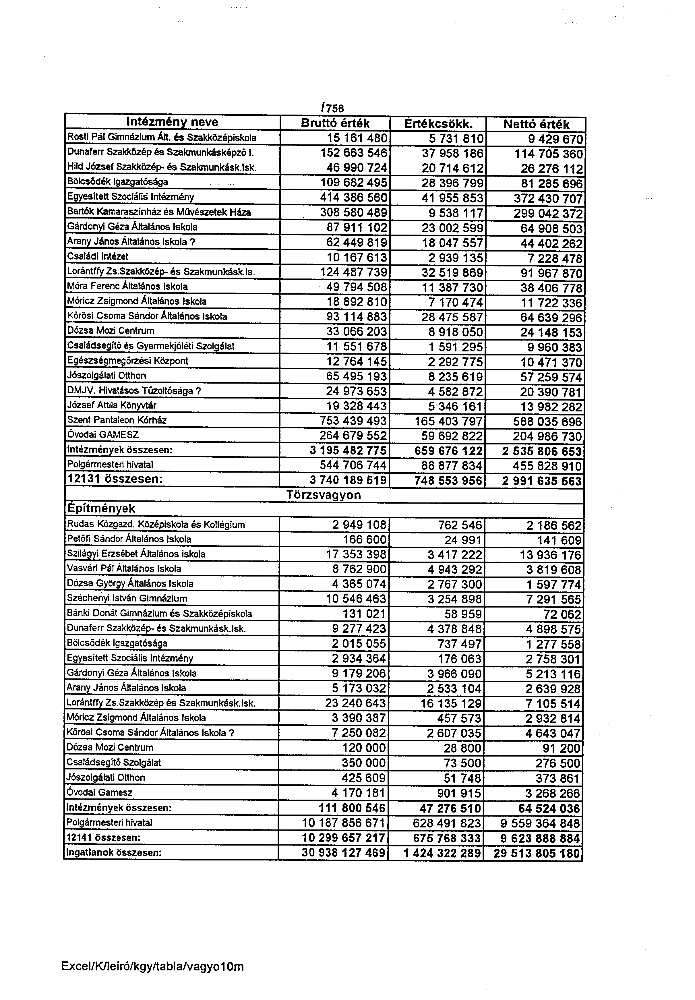 /756
Intézmény neve Bruttó érték Értékcsökk. Nettó érték
Rosti Pál Gimnázium Ált. és Szakközépiskola 15 161 480 5 731 810 9 429 670
Dunaferr Szakközép és Szakmunkásképző I. 152 663 546 37 958 186 114 705 360
Hild József Szakközép- és Szakmunkásk.Isk. 46 990 724 20 714 612 26 276 112
Bölcsődék Igazgatósága 109 682 495 28 396 799 81 285 696
Egyesített Szociális Intézmény 414 386 560 41 955 853 372 430 707
Bartók Kamaraszínház és Művészetek Háza 308 580 489 9 538 117 299 042 372
Gárdonyi Géza Általános Iskola 87 911 102 23 002 599 64 908 503
Arany János Általános Iskola ? 62 449 819 18 047 557 44 402 262
Családi Intézet 10 167 613 2 939 135 7 228 478
Lorántffy Zs.Szakközép- és Szakmunkásk.Is. 124 487 739 32 519 869 91 967 870
Móra Ferenc Általános Iskola 49 794 508 11 387 730 38 406 778
Móricz Zsigmond Általános Iskola 18 892 810 7 170 474 11 722 336
Kőrösi Csoma Sándor Általános Iskola 93 114 883 28 475 587 64 639 296
Dózsa Mozi Centrum 33 066 203 8 918 050 24 148 153
Családsegítő és Gyermekjóléti Szolgálat 11 551 678 1 591 295 9 960 383
Egészségmegőrzési Központ 12 764 145 2 292 775 10 471 370
Jószolgálati Otthon 65 495 193 8 235 619 57 259 574
DMJV. Hivatásos Tűzoltósága ? 24 973 653 4 582 872 20 390 781
József Attila Könyvtár 19 328 443 5 346 161 13 982 282
Szent Pantaleon Kórház 753 439 493 165 403 797 588 035 696
Óvodai GAMESZ 264 679 552 59 692 822 204 986 730
Intézmények összesen: 3 195 482 775 659 676 122 2 535 806 653
Polgármesteri hivatal 544 706 744 88 877 834 455 828 910
12131 összesen: 3 740 189 519 748 553 956 2 991 635 563
Törzsvagyon
Építmények
Rudas Közgazd. Középiskola és Kollégium 2 949 108 762 546 2 186 562
Petőfi Sándor Általános Iskola 166 600 24 991 141 609
Szilágyi Erzsébet Általános iskola 17 353 398 3 417 222 13 936 176
Vasvári Pál Általános Iskola 8 762 900 4 943 292 3 819 608
Dózsa György Általános Iskola 4 365 074 2 767 300 1 597 774
Széchenyi István Gimnázium 10 546 463 3 254 898 7 291 565
Bánki Donát Gimnázium és Szakközépiskola 131 021 58 959 72 062
Dunaferr Szakközép- és Szakmunkásk.Isk. 9 277 423 4 378 848 4 898 575
Bölcsődék Igazgatósága 2 015 055 737 497 1 277 558
Egyesített Szociális Intézmény 2 934 364 176 063 2 758 301
Gárdonyi Géza Általános Iskola 9 179 206 3 966 090 5 213 116
Arany János Általános Iskola 5 173 032 2 533 104 2 639 928
Lorántffy Zs.Szakközép és Szakmunkásk.Isk. 23 240 643 16 135 129 7 105 514
Móricz Zsigmond Általános Iskola 3 390 387 457 573 2 932 814
Kőrösi Csoma Sándor Általános Iskola ? 7 250 082 2 607 035 4 643 047
Dózsa Mozi Centrum 120 000 28 800 91 200
Családsegítő Szolgálat 350 000 73 500 276 500
Jószolgálati Otthon 425 609 51 748 373 861
Óvodai Gamesz 4 170 181 901 915 3 268 266
Intézmények összesen: 111 800 546 47 276 510 64 524 036
Polgármesteri hivatal 10 187 856 671 628 491 823 9 559 364 848
12141 összesen: 10 299 657 217 675 768 333 9 623 888 884
Ingatlanok összesen: 30 938 127 469 1 424 322 289 29 513 805 180
Excel/K/leíró/kgy/tabla/vagyo10m